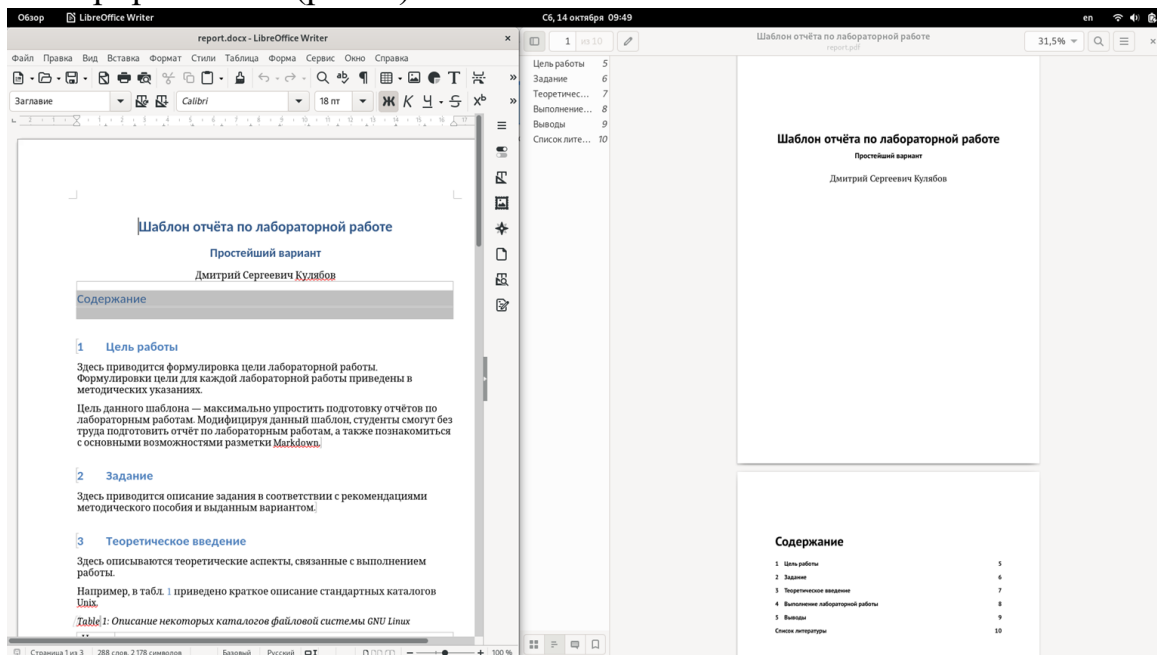 Обзор LibreOffice Writer Сб, 14 октября 09:49 en
report.docx - LibreOffice Writer
Файл Правка Вид Вставка Формат Стили Таблица Форма Сервис Окно Справка
Заглавие Calibri 18 пт Ж К Ч S X
Шаблон отчёта по лабораторной работе
Простейший вариант
Дмитрий Сергеевич Кулябов
Содержание
1 Цель работы
Здесь приводится формулировка цели лабораторной работы.
Формулировки цели для каждой лабораторной работы приведены в
методических указаниях.
Цель данного шаблона — максимально упростить подготовку отчётов по
лабораторным работам. Модифицируя данный шаблон, студенты смогут без
труда подготовить отчёт по лабораторным работам, а также познакомиться
с основными возможностями разметки Markdown.
2 Задание
Здесь приводится описание задания в соответствии с рекомендациями
методического пособия и выданным вариантом.
3 Теоретическое введение
Здесь описываются теоретические аспекты, связанные с выполнением
работы.
Например, в табл. 1 приведено краткое описание стандартных каталогов
Unix.
Table 1: Описание некоторых каталогов файловой системы GNU Linux
Страница 1 из 3 288 слов, 2 178 символов Базовый Русский 100 %
1 из 10 Шаблон отчёта по лабораторной работе 31,5%
report.pdf
Цель работы 5
Задание 6
Теоретичес... 7
Выполнение... 8
Выводы 9
Список лите... 10
Шаблон отчёта по лабораторной работе
Простейший вариант
Дмитрий Сергеевич Кулябов
Содержание
1 Цель работы 5
2 Задание 6
3 Теоретическое введение 7
4 Выполнение лабораторной работы 8
5 Выводы 9
Список литературы 10